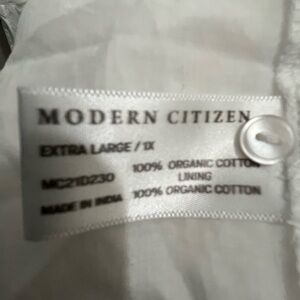 MODERN CITIZEN
EXTRA LARGE / 1X
100% ORGANIC COTTON
MC21D230 LINING
MADE IN INDIA 100% ORGANIC COTTON